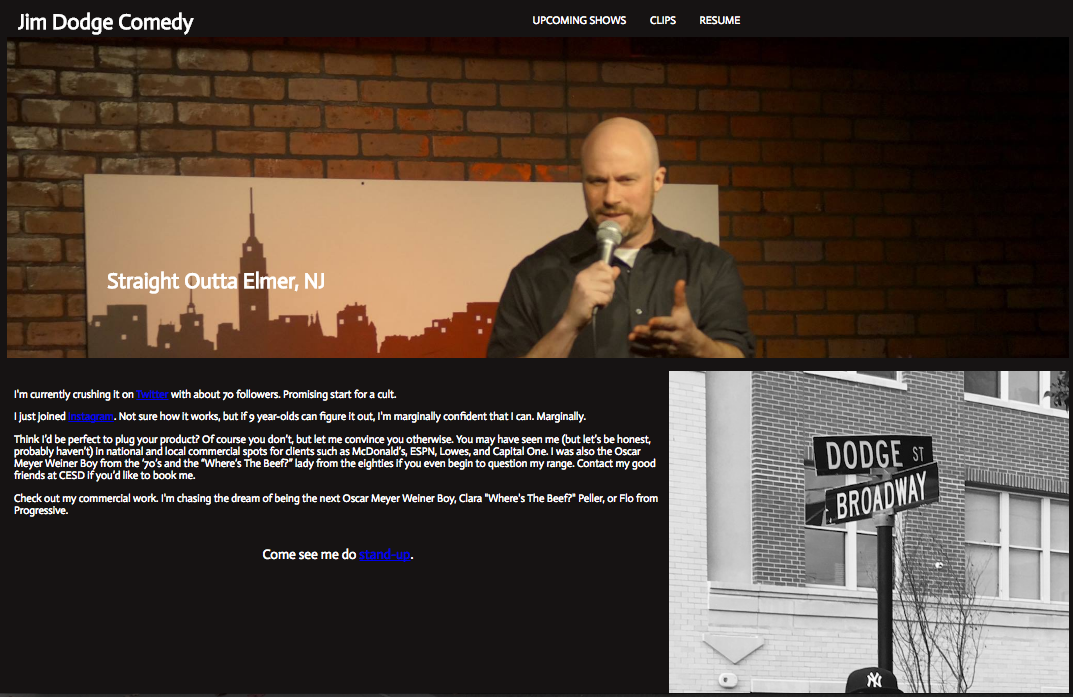 Jim Dodge Comedy
UPCOMING SHOWS CLIPS RESUME
Straight Outta Elmer, NJ
I'm currently crushing it on Twitter with about 70 followers. Promising start for a cult.
I just joined Instagram. Not sure how it works, but if 9 year-olds can figure it out, I'm marginally confident that I can. Marginally.
Think I'd be perfect to plug your product? Of course you don't, but let me convince you otherwise. You may have seen me (but let's be honest,
probably haven't) in national and local commercial spots for clients such as McDonald's, ESPN, Lowes, and Capital One. I was also the Oscar
Meyer Weiner Boy from the '70's and the "Where's The Beef?" lady from the eighties if you even begin to question my range. Contact my good
friends at CESD if you'd like to book me.
Check out my commercial work. I'm chasing the dream of being the next Oscar Meyer Weiner Boy, Clara "Where's The Beef?" Peller, or Flo from
Progressive.
Come see me do stand-up.
DODGE ST
BROADWAY
NY